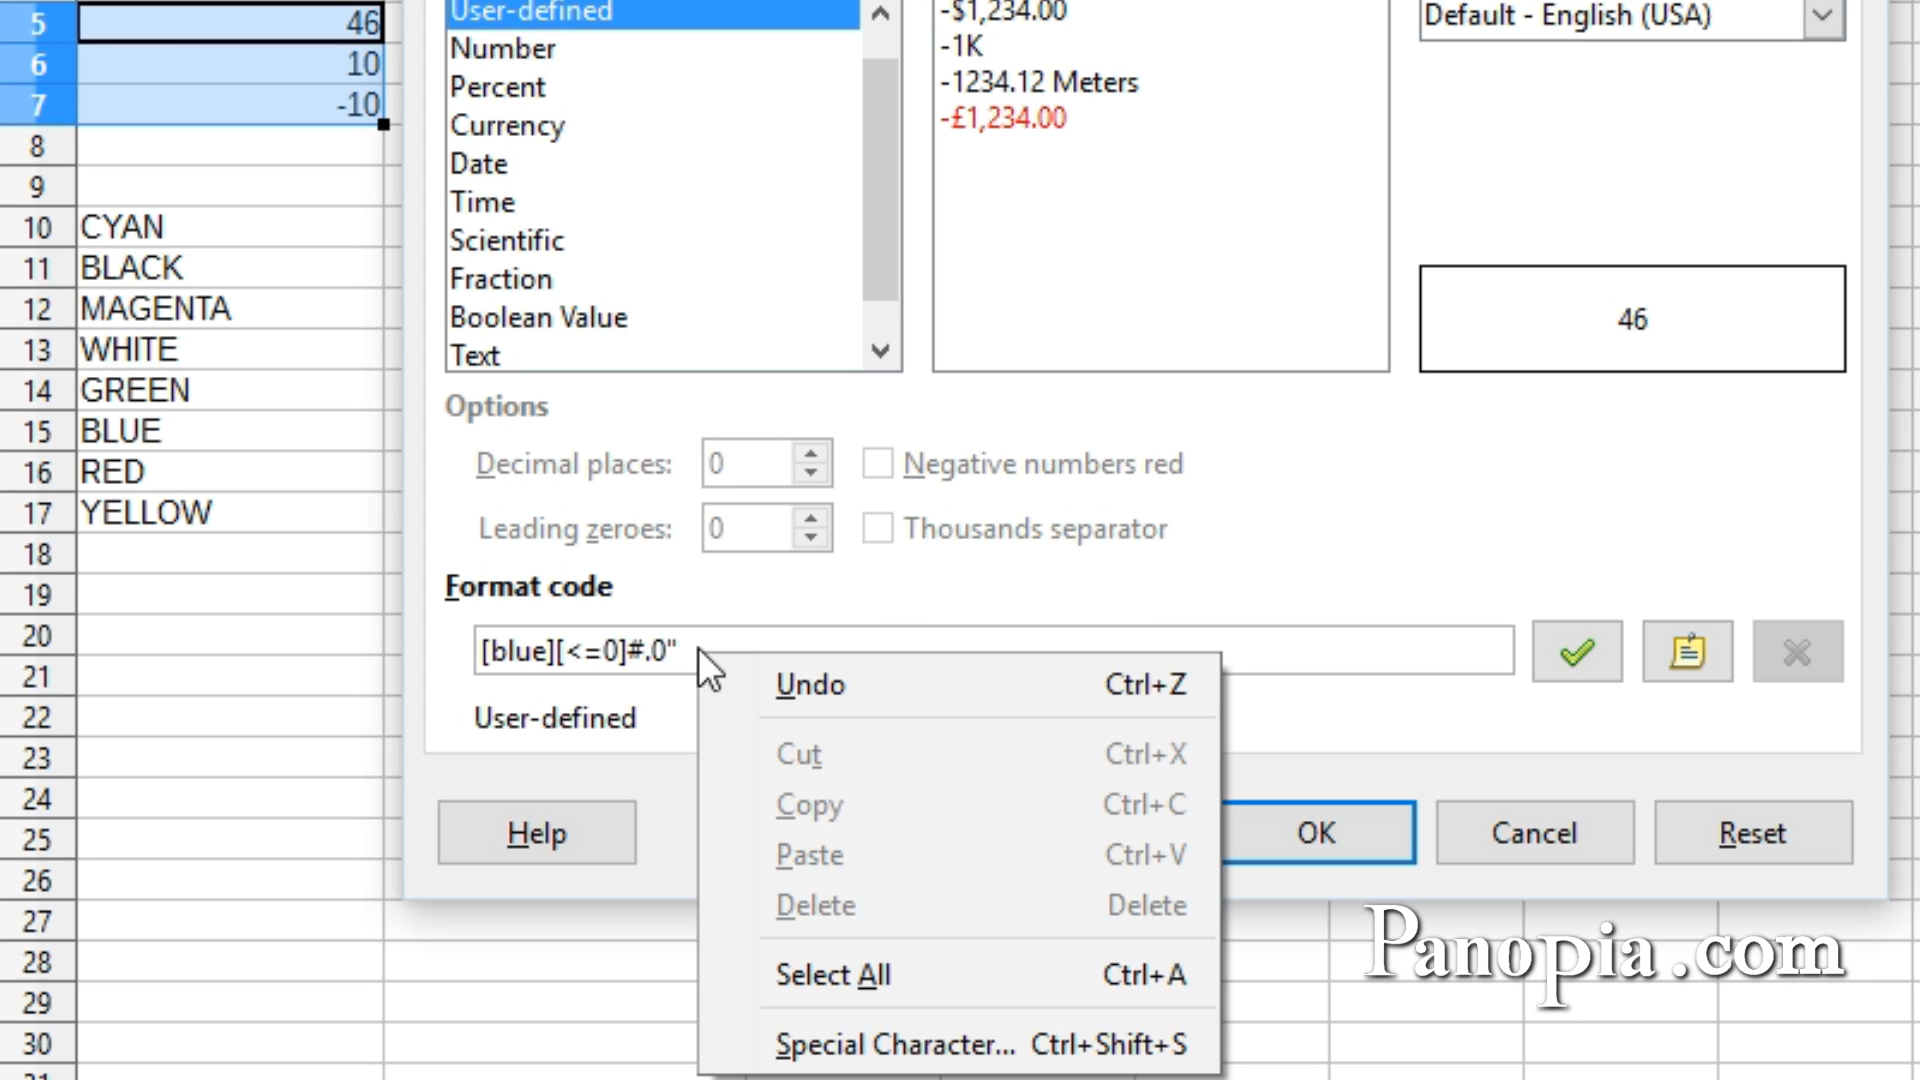 5 46
6 10
7 -10
8
9
10 CYAN
11 BLACK
12 MAGENTA
13 WHITE
14 GREEN
15 BLUE
16 RED
17 YELLOW
18
19
20
21
22
23
24
25
26
27
28
29
30
31
User-defined
Number
Percent
Currency
Date
Time
Scientific
Fraction
Boolean Value
Text
-$1,234.00
-1K
-1234.12 Meters
-£1,234.00
Default - English (USA)
46
Options
Decimal places: 0 Negative numbers red
Leading zeroes: 0 Thousands separator
Format code
[blue][<=0]#.0"
User-defined
Undo Ctrl+Z
Cut Ctrl+X
Copy Ctrl+C
Paste Ctrl+V
Delete Delete
Select All Ctrl+A
Special Character... Ctrl+Shift+S
Help OK Cancel Reset
Panopia.com